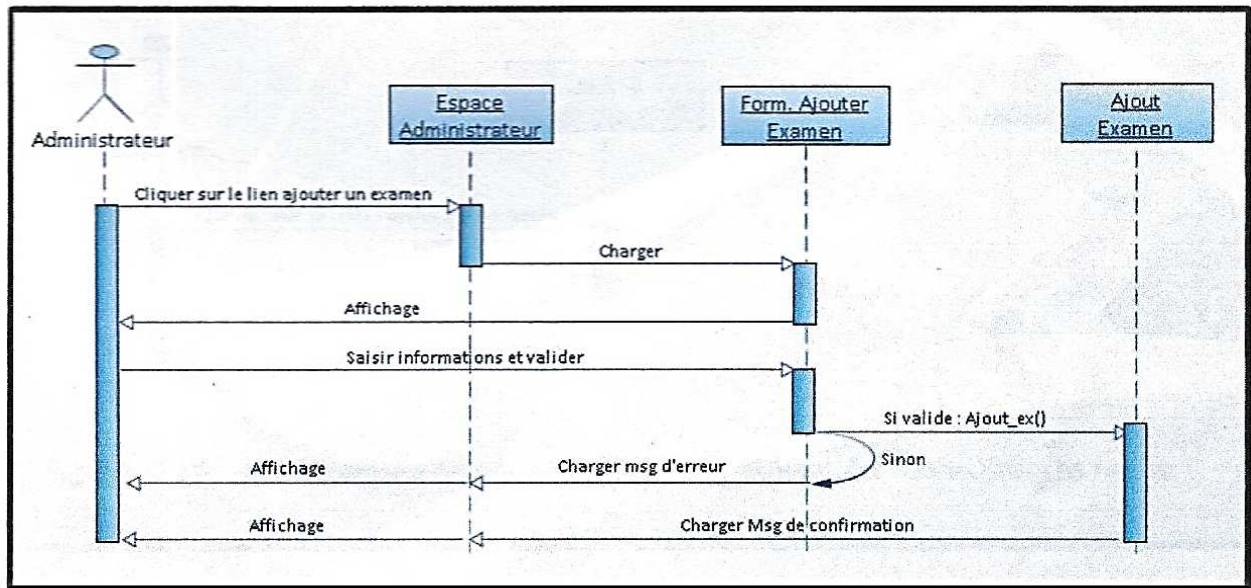 Espace
Administrateur
Form. Ajouter
Examen
Ajout
Examen
Administrateur
Cliquer sur le lien ajouter un examen
Charger
Affichage
Saisir informations et valider
Si valide : Ajout_ex()
Sinon
Charger msg d'erreur
Affichage
Charger Msg de confirmation
Affichage